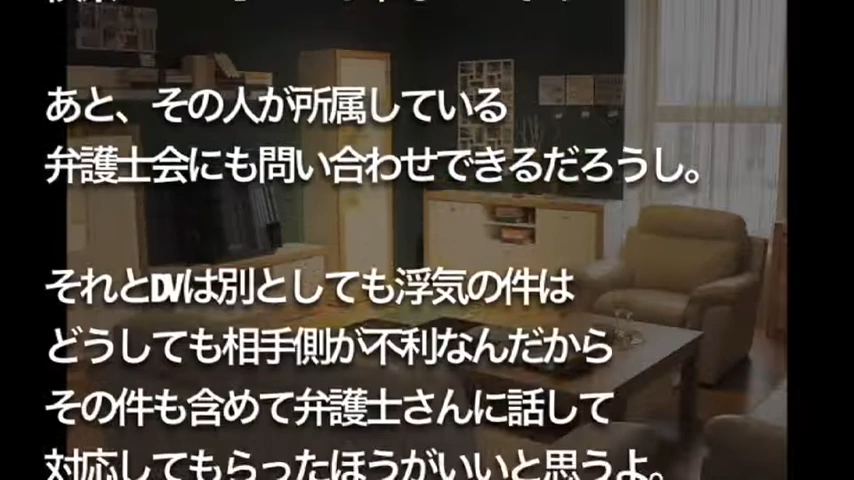 あと、その人が所属している
弁護士会にも問い合わせできるだろうし。
それとDVは別としても浮気の件は
どうしても相手側が不利なんだから
その件も含めて弁護士さんに話して
対応してもらったほうがいいと思うよ。